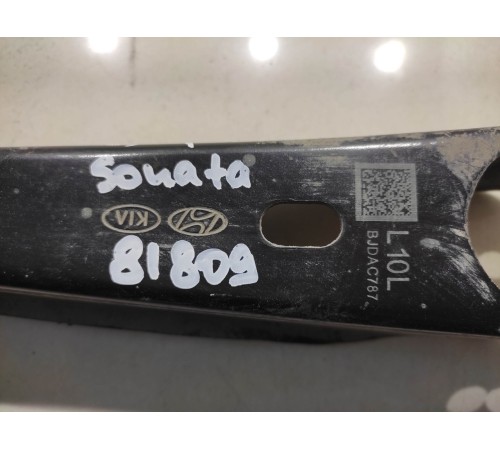 Sonata
KIA
81809
L10L
BJDAC787